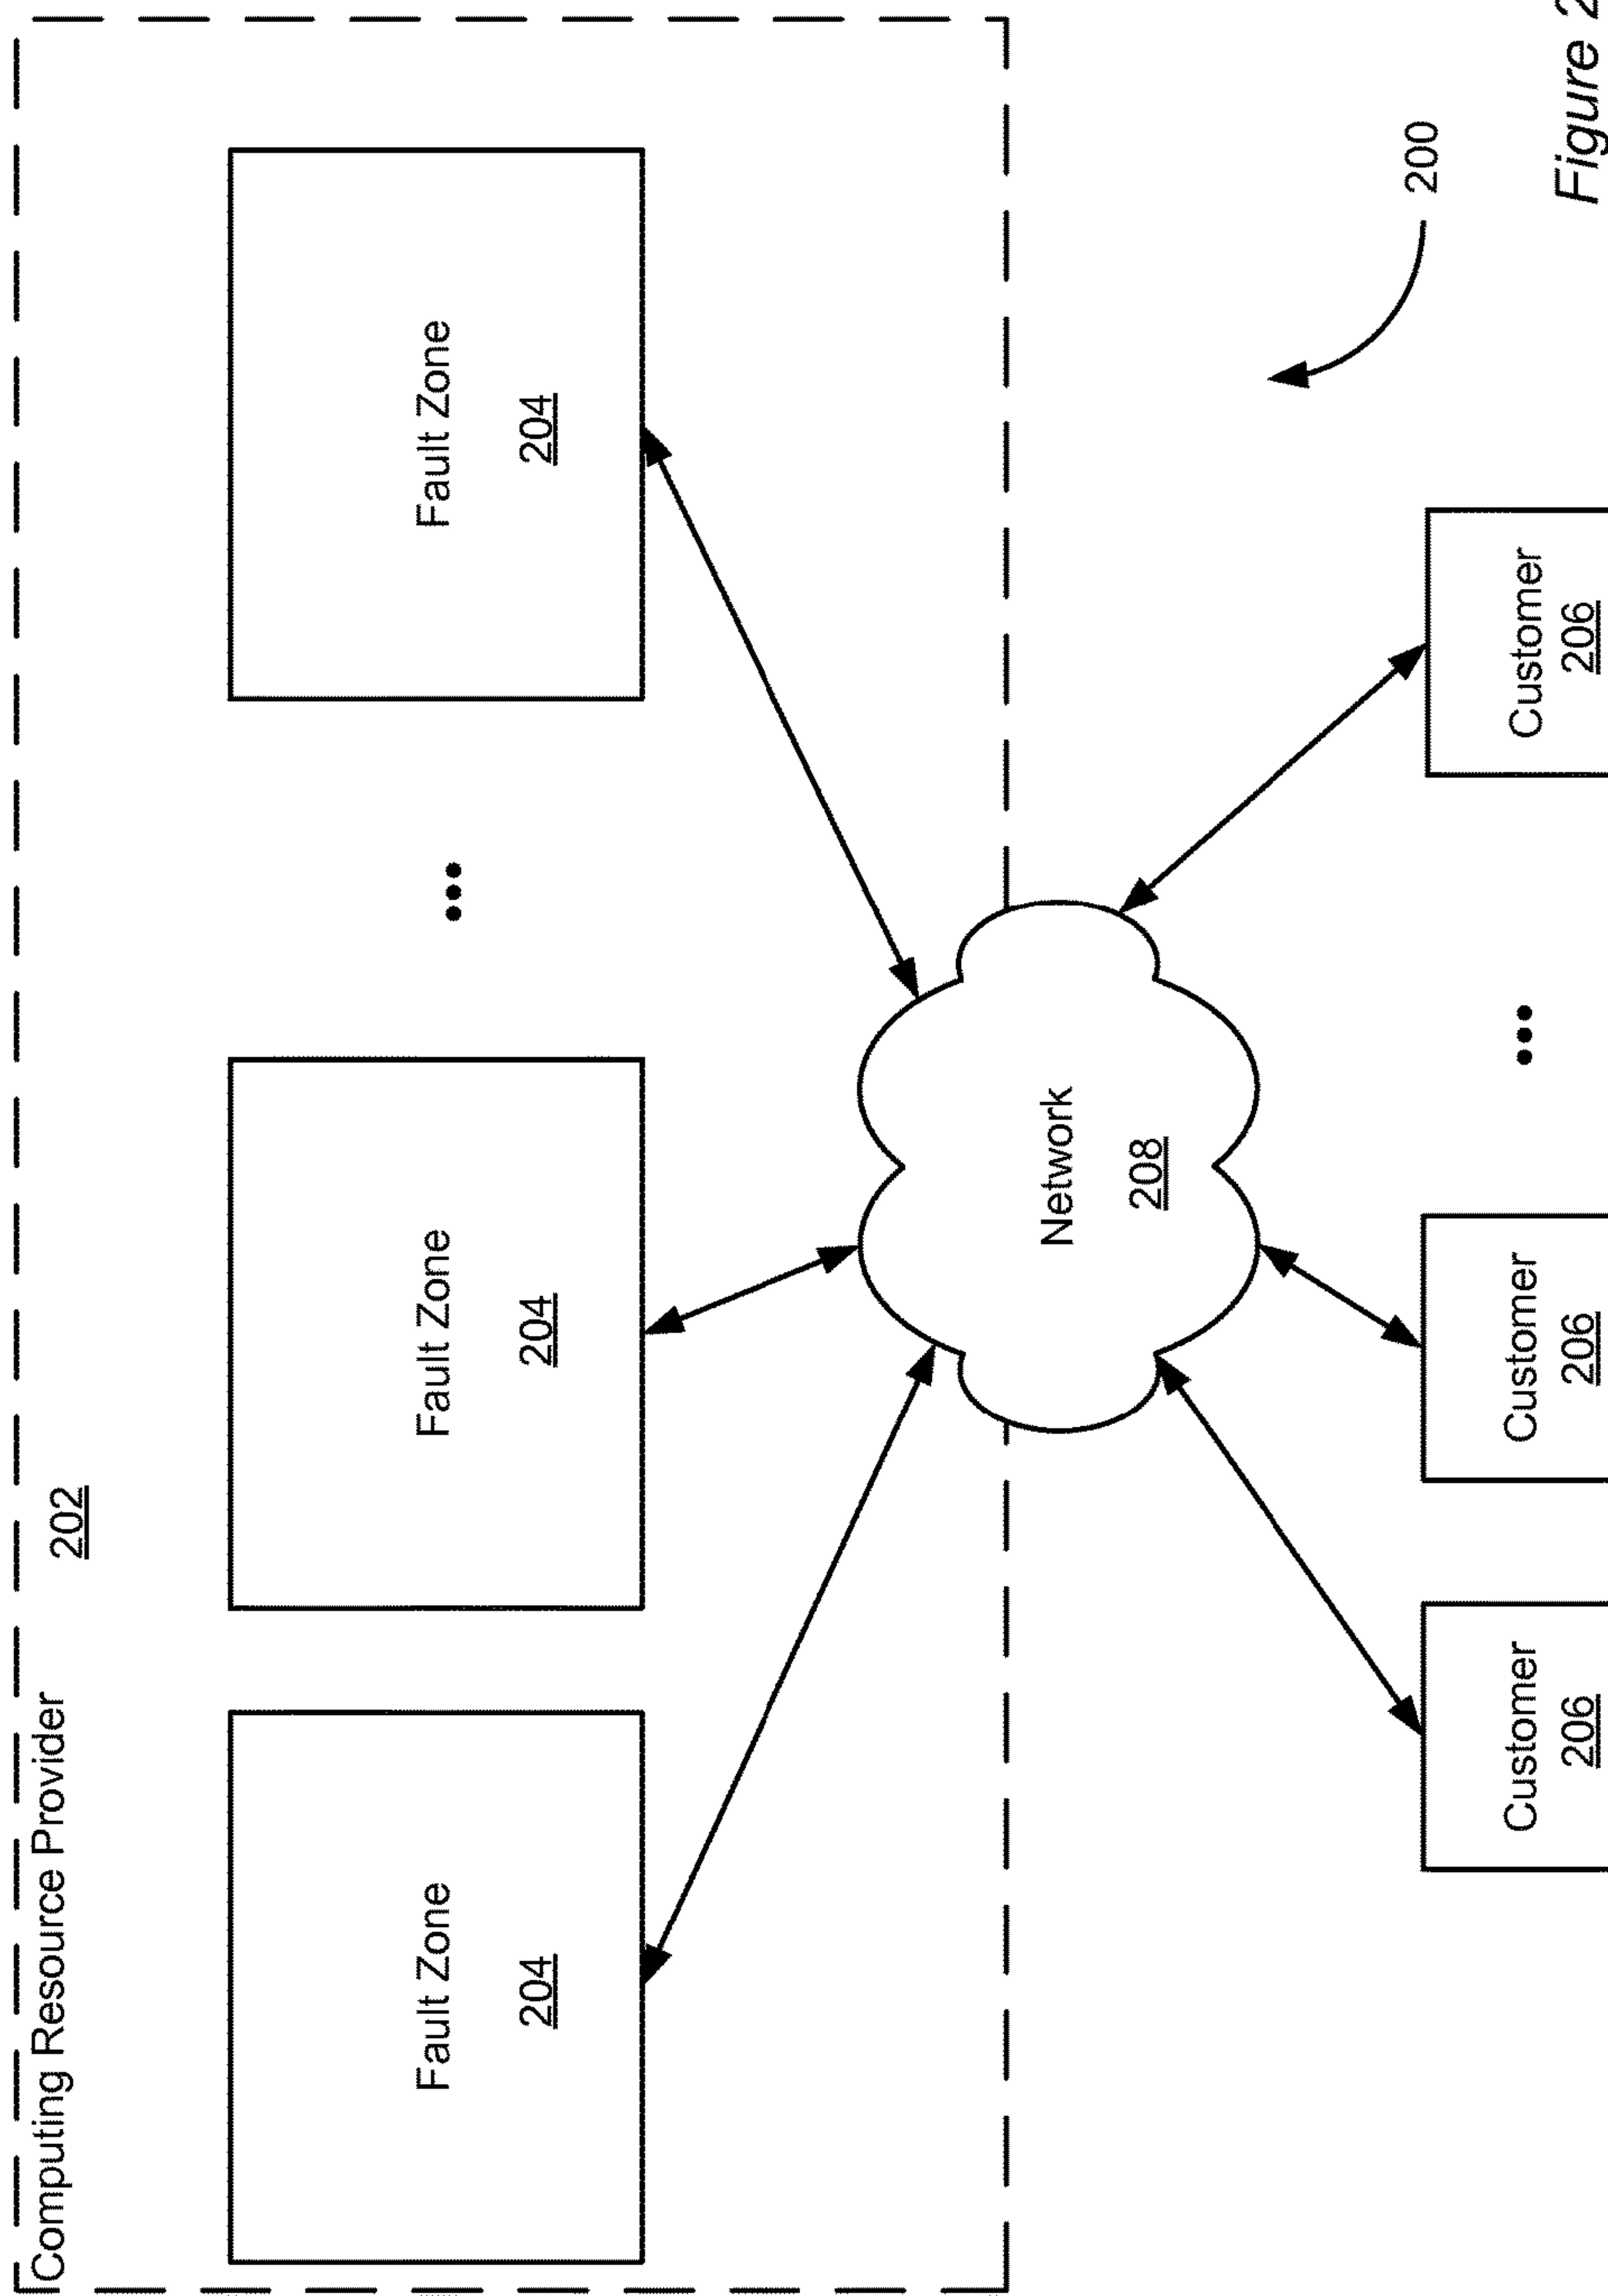 Computing Resource Provider
202
Fault Zone
204
Fault Zone
204
•••
Fault Zone
204
Network
208
200
Customer
206
Customer
206
•••
Customer
206
Figure 2